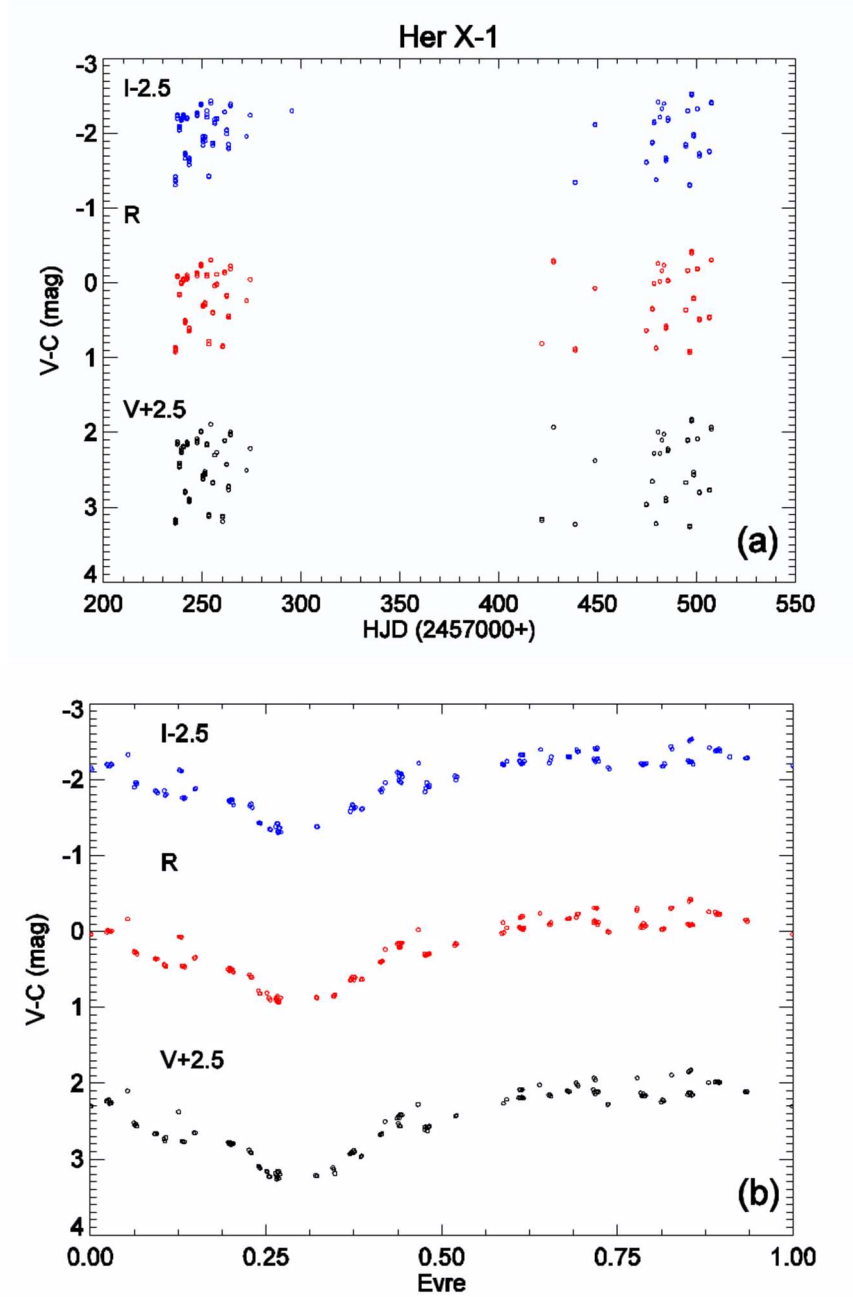 Her X-1
-3
I-2.5
-2
-1
R
0
V-C (mag)
1
V+2.5
2
3
(a)
4
200 250 300 350 400 450 500 550
HJD (2457000+)
-3
I-2.5
-2
-1
R
0
V-C (mag)
1
V+2.5
2
3
(b)
4
0.00 0.25 0.50 0.75 1.00
Evre